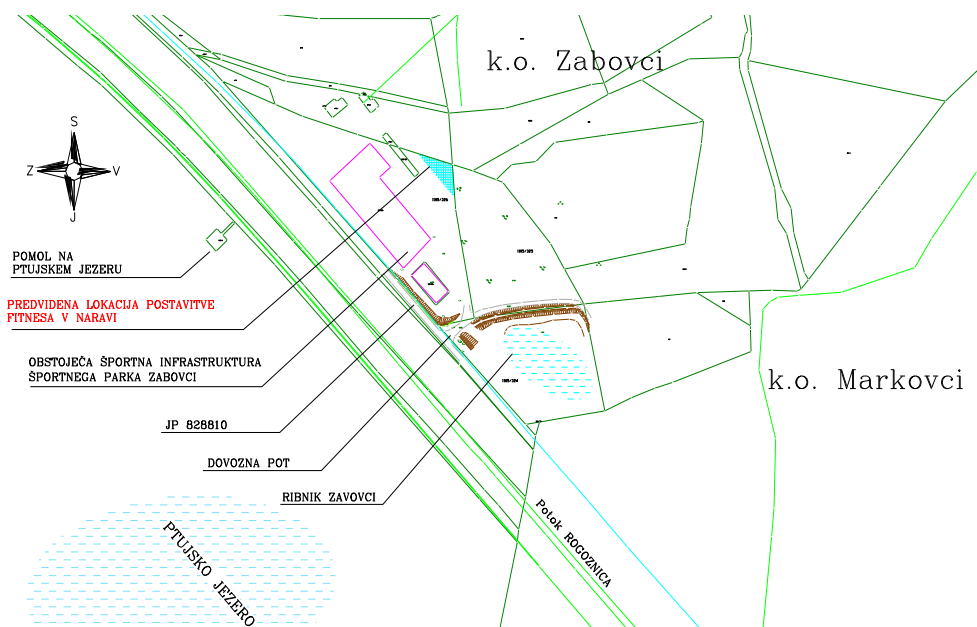 k.o. Zabovci
S
Z
V
J
POMOL NA
PTUJSKEM JEZERU
PREDVIDENA LOKACIJA POSTAVITVE
FITNESA V NARAVI
OBSTOJEČA ŠPORTNA INFRASTRUKTURA
ŠPORTNEGA PARKA ZABOVCI
k.o. Markovci
JP 828810
DOVOZNA POT
RIBNIK ZAVOVCI
PTUJSKO JEZERO
Potok ROGOZNICA